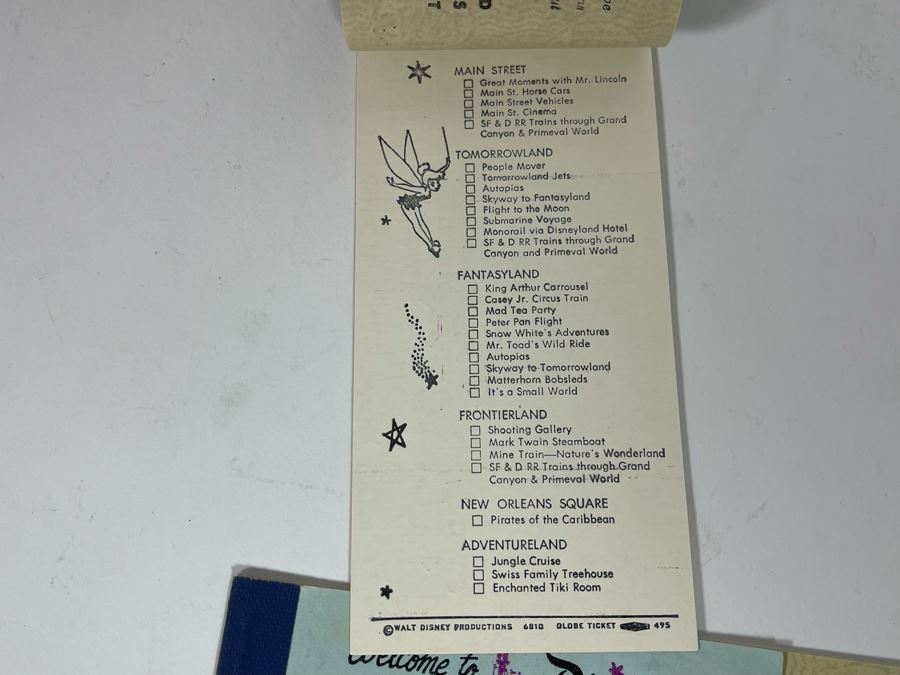 MAIN STREET
Great Moments with Mr. Lincoln
Main St. Horse Cars
Main Street Vehicles
Main St. Cinema
SF & D RR Trains through Grand
Canyon & Primeval World
TOMORROWLAND
People Mover
Tomorrowland Jets
Autopias
Skyway to Fantasyland
Flight to the Moon
Submarine Voyage
Monorail via Disneyland Hotel
SF & D RR Trains through Grand
Canyon and Primeval World
FANTASYLAND
King Arthur Carrousel
Casey Jr. Circus Train
Mad Tea Party
Peter Pan Flight
Snow White's Adventures
Mr. Toad's Wild Ride
Autopias
Skyway to Tomorrowland
Matterhorn Bobsleds
It's a Small World
FRONTIERLAND
Shooting Gallery
Mark Twain Steamboat
Mine Train—Nature's Wonderland
SF & D RR Trains through Grand
Canyon & Primeval World
NEW ORLEANS SQUARE
Pirates of the Caribbean
ADVENTURELAND
Jungle Cruise
Swiss Family Treehouse
Enchanted Tiki Room
© WALT DISNEY PRODUCTIONS 6810 GLOBE TICKET 495
Welcome to